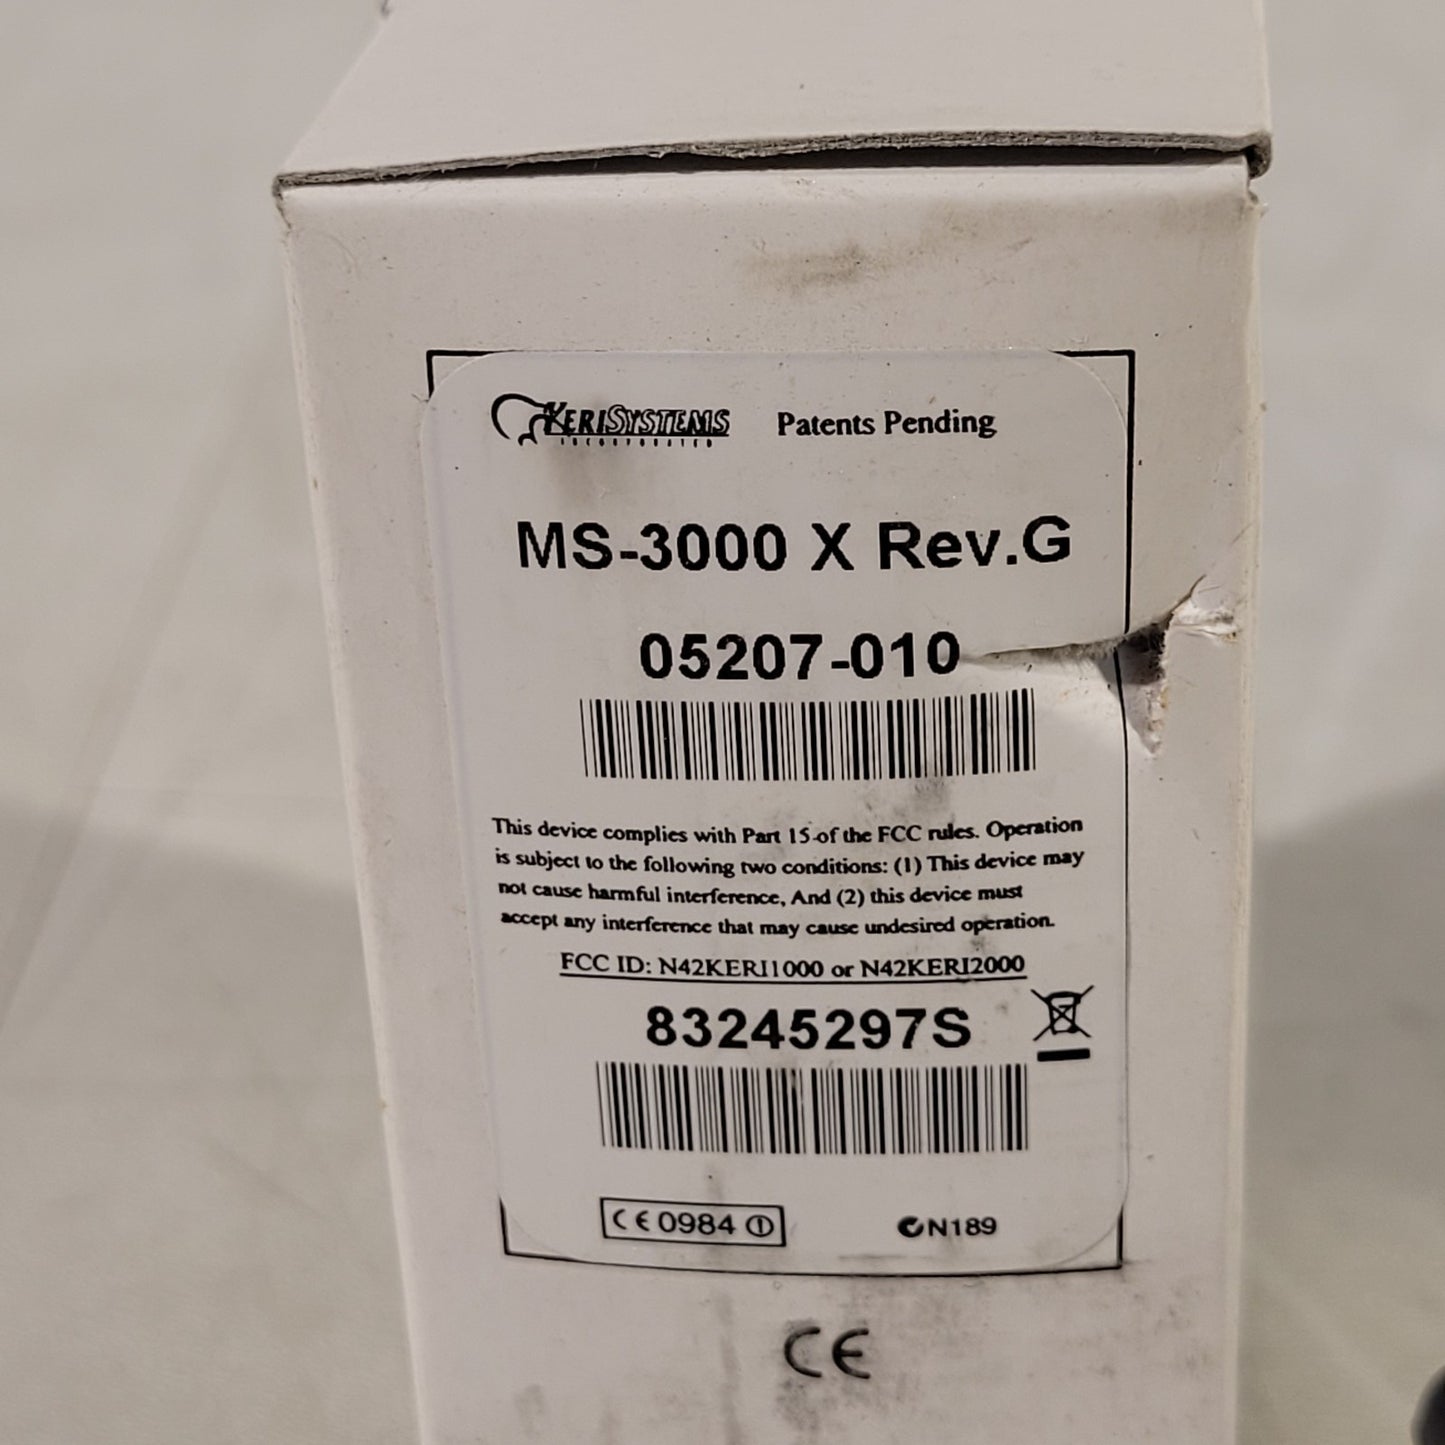 KERISYSTEMS Patents Pending
INCORPORATED
MS-3000 X Rev.G
05207-010
This device complies with Part 15 of the FCC rules. Operation
is subject to the following two conditions: (1) This device may
not cause harmful interference, And (2) this device must
accept any interference that may cause undesired operation.
FCC ID: N42KERI1000 or N42KERI2000
83245297S
CE 0984
N189
CE